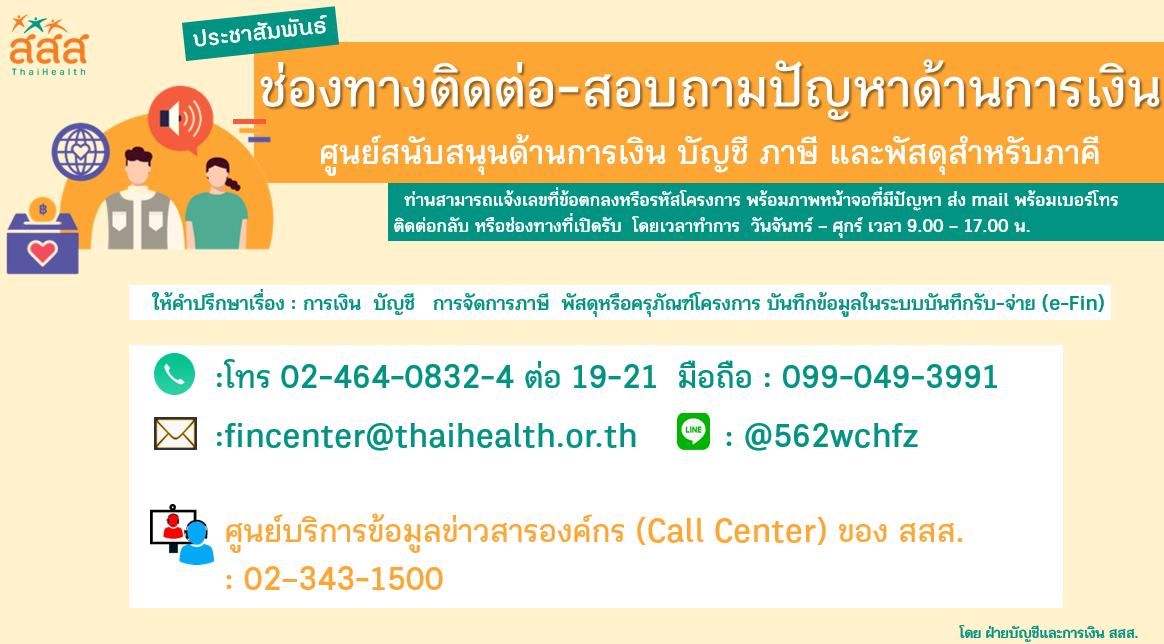 สสส
ThaiHealth
ประชาสัมพันธ์
ช่องทางติดต่อ-สอบถามปัญหาด้านการเงิน
ศูนย์สนับสนุนด้านการเงิน บัญชี ภาษี และพัสดุสำหรับภาคี
ท่านสามารถแจ้งเลขที่ข้อตกลงหรือรหัสโครงการ พร้อมภาพหน้าจอที่มีปัญหา ส่ง mail พร้อมเบอร์โทร
ติดต่อกลับ หรือช่องทางที่เปิดรับ โดยเวลาทำการ วันจันทร์ – ศุกร์ เวลา 9.00 – 17.00 น.
฿
ให้คำปรึกษาเรื่อง : การเงิน บัญชี การจัดการภาษี พัสดุหรือครุภัณฑ์โครงการ บันทึกข้อมูลในระบบบันทึกรับ-จ่าย (e-Fin)
:โทร 02-464-0832-4 ต่อ 19-21 มือถือ : 099-049-3991
:fincenter@thaihealth.or.th LINE : @562wchfz
ศูนย์บริการข้อมูลข่าวสารองค์กร (Call Center) ของ สสส.
: 02–343-1500
โดย ฝ่ายบัญชีและการเงิน สสส.